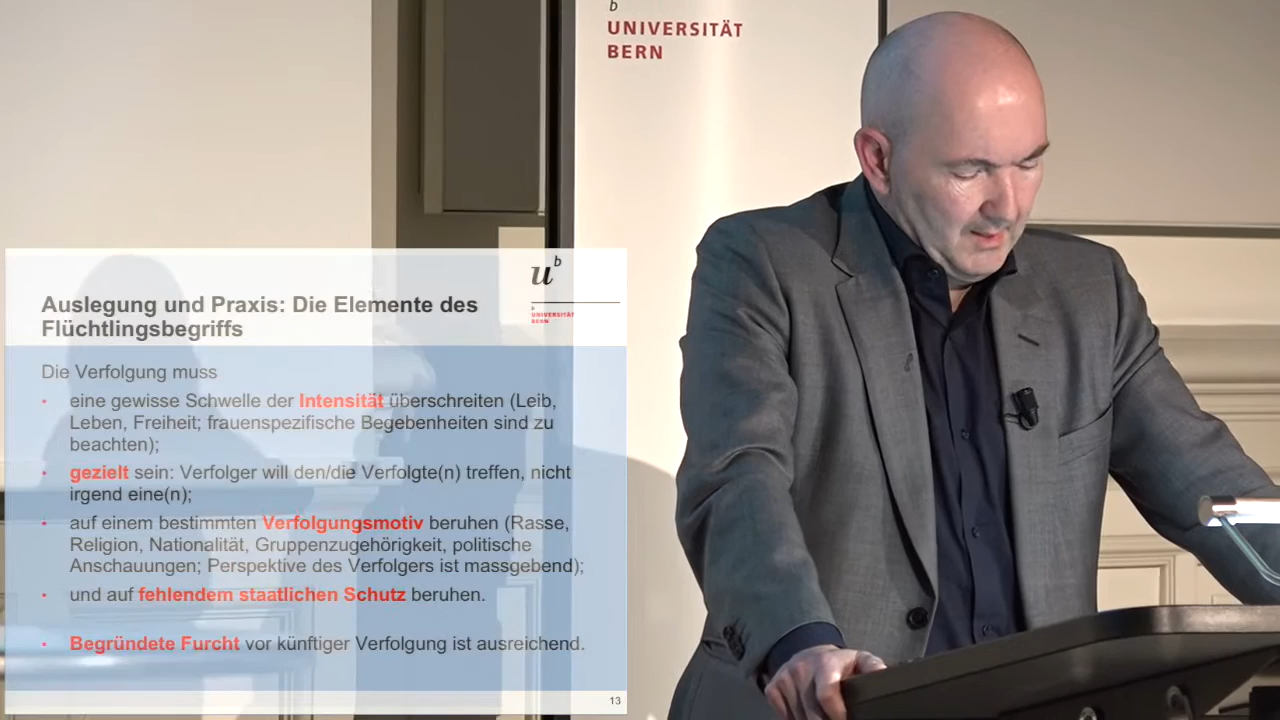 b
UNIVERSITÄT
BERN
u b
b
UNIVERSITÄT
BERN
Auslegung und Praxis: Die Elemente des
Flüchtlingsbegriffs
Die Verfolgung muss
• eine gewisse Schwelle der Intensität überschreiten (Leib,
Leben, Freiheit; frauenspezifische Begebenheiten sind zu
beachten);
• gezielt sein: Verfolger will den/die Verfolgte(n) treffen, nicht
irgend eine(n);
• auf einem bestimmten Verfolgungsmotiv beruhen (Rasse,
Religion, Nationalität, Gruppenzugehörigkeit, politische
Anschauungen; Perspektive des Verfolgers ist massgebend);
• und auf fehlendem staatlichen Schutz beruhen.
• Begründete Furcht vor künftiger Verfolgung ist ausreichend.
13